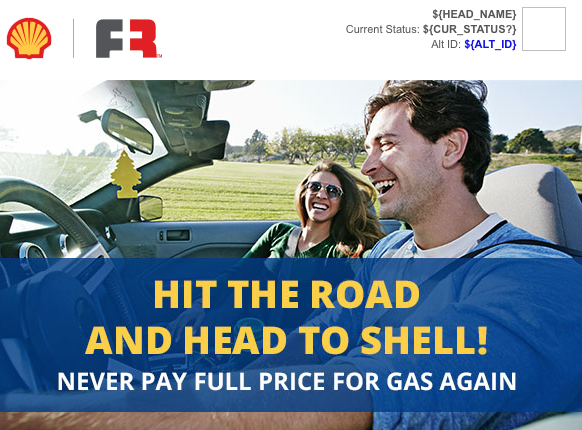 ${HEAD_NAME}
Current Status: ${CUR_STATUS?}
Alt ID: ${ALT_ID}
FR™
HIT THE ROAD
AND HEAD TO SHELL!
NEVER PAY FULL PRICE FOR GAS AGAIN